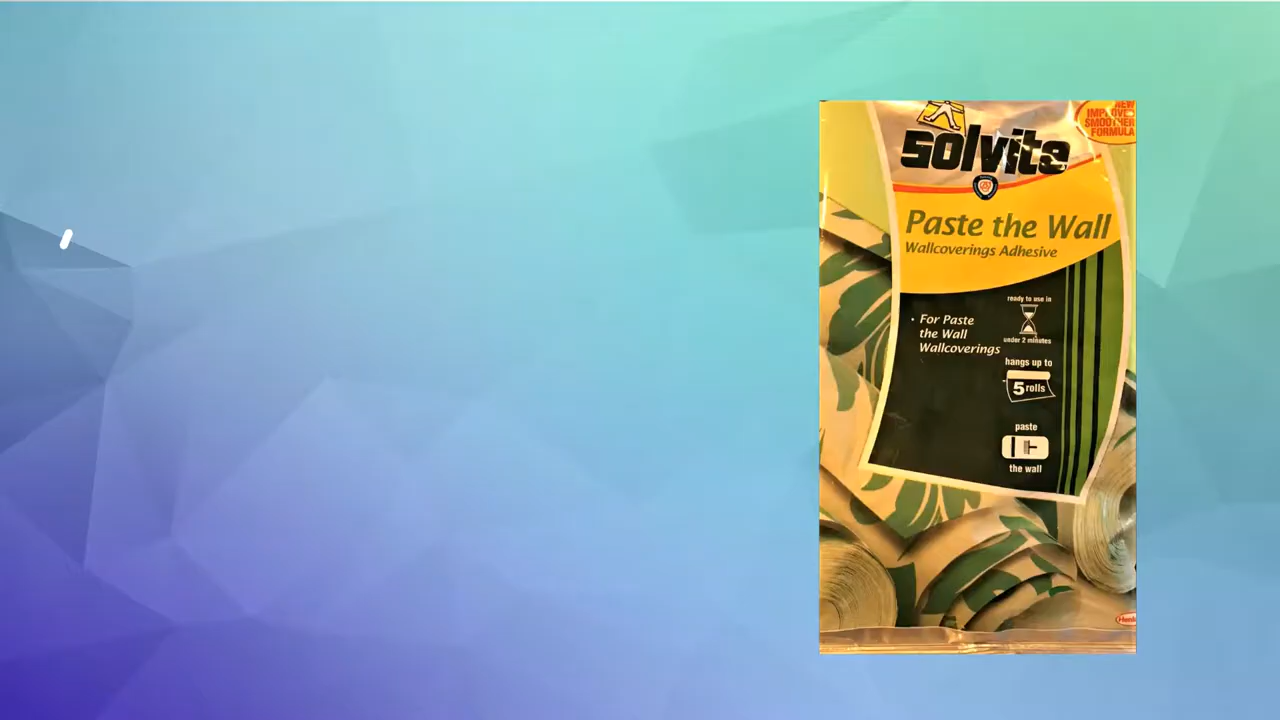 NEW
IMPROVED
SMOOTHER
FORMULA
solvite
Paste the Wall
Wallcoverings Adhesive
ready to use in
under 2 minutes
• For Paste
the Wall
Wallcoverings
hangs up to
5 rolls
paste
the wall
Henkel